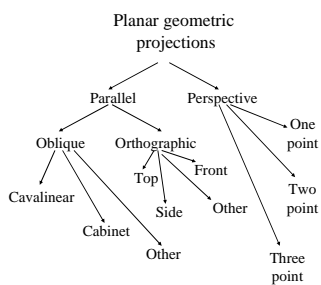 Planar geometric
projections
Parallel
Perspective
Oblique
Orthographic
One
point
Top
Front
Cavalinear
Side
Other
Two
point
Cabinet
Other
Three
point